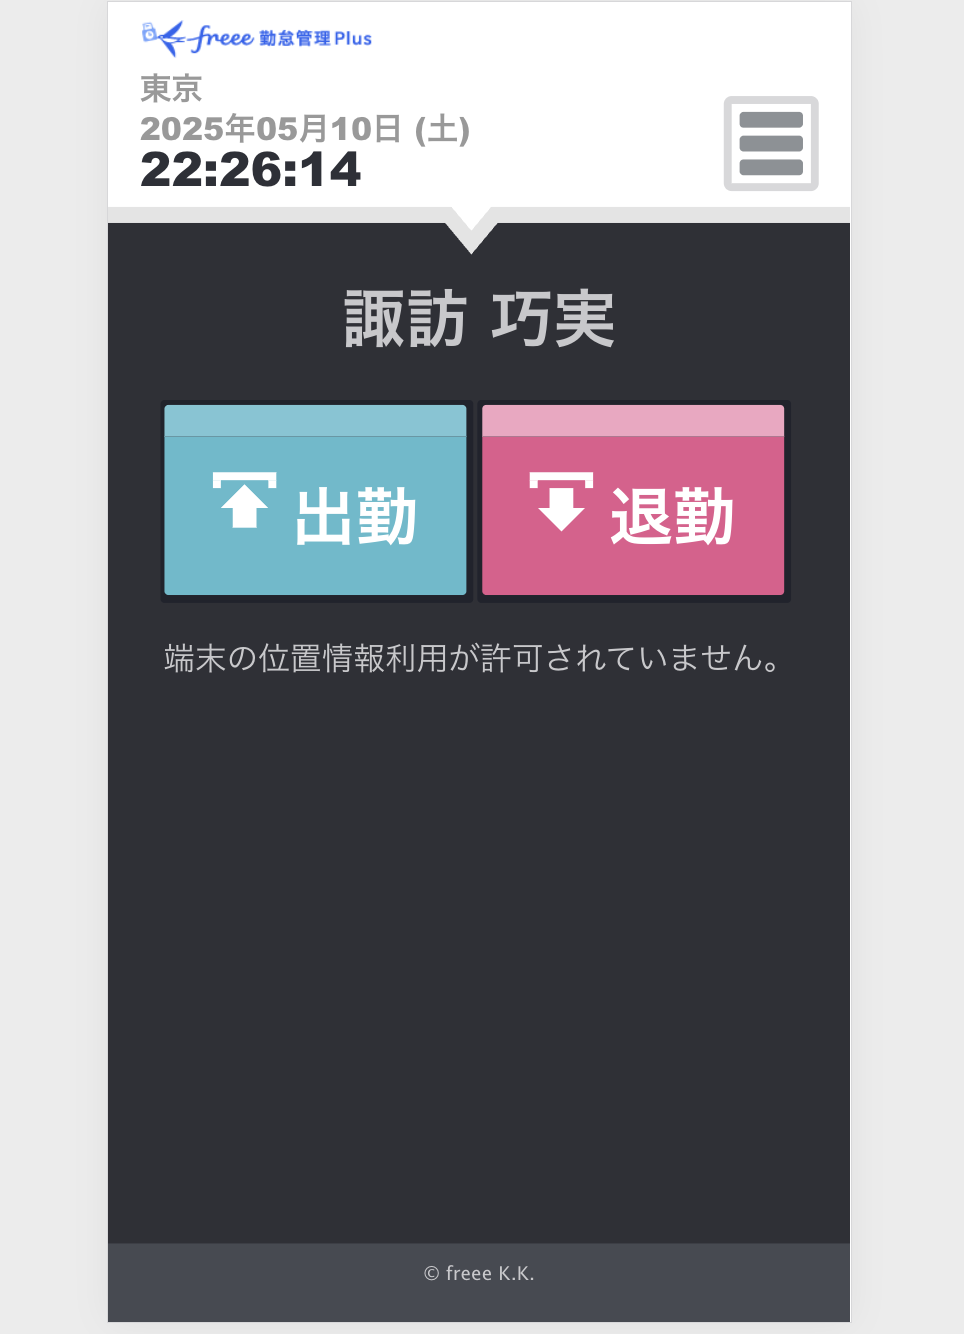 freee 勤怠管理 Plus
東京
2025年05月10日 (土)
22:26:14
諏訪 巧実
出勤 退勤
端末の位置情報利用が許可されていません。
© freee K.K.